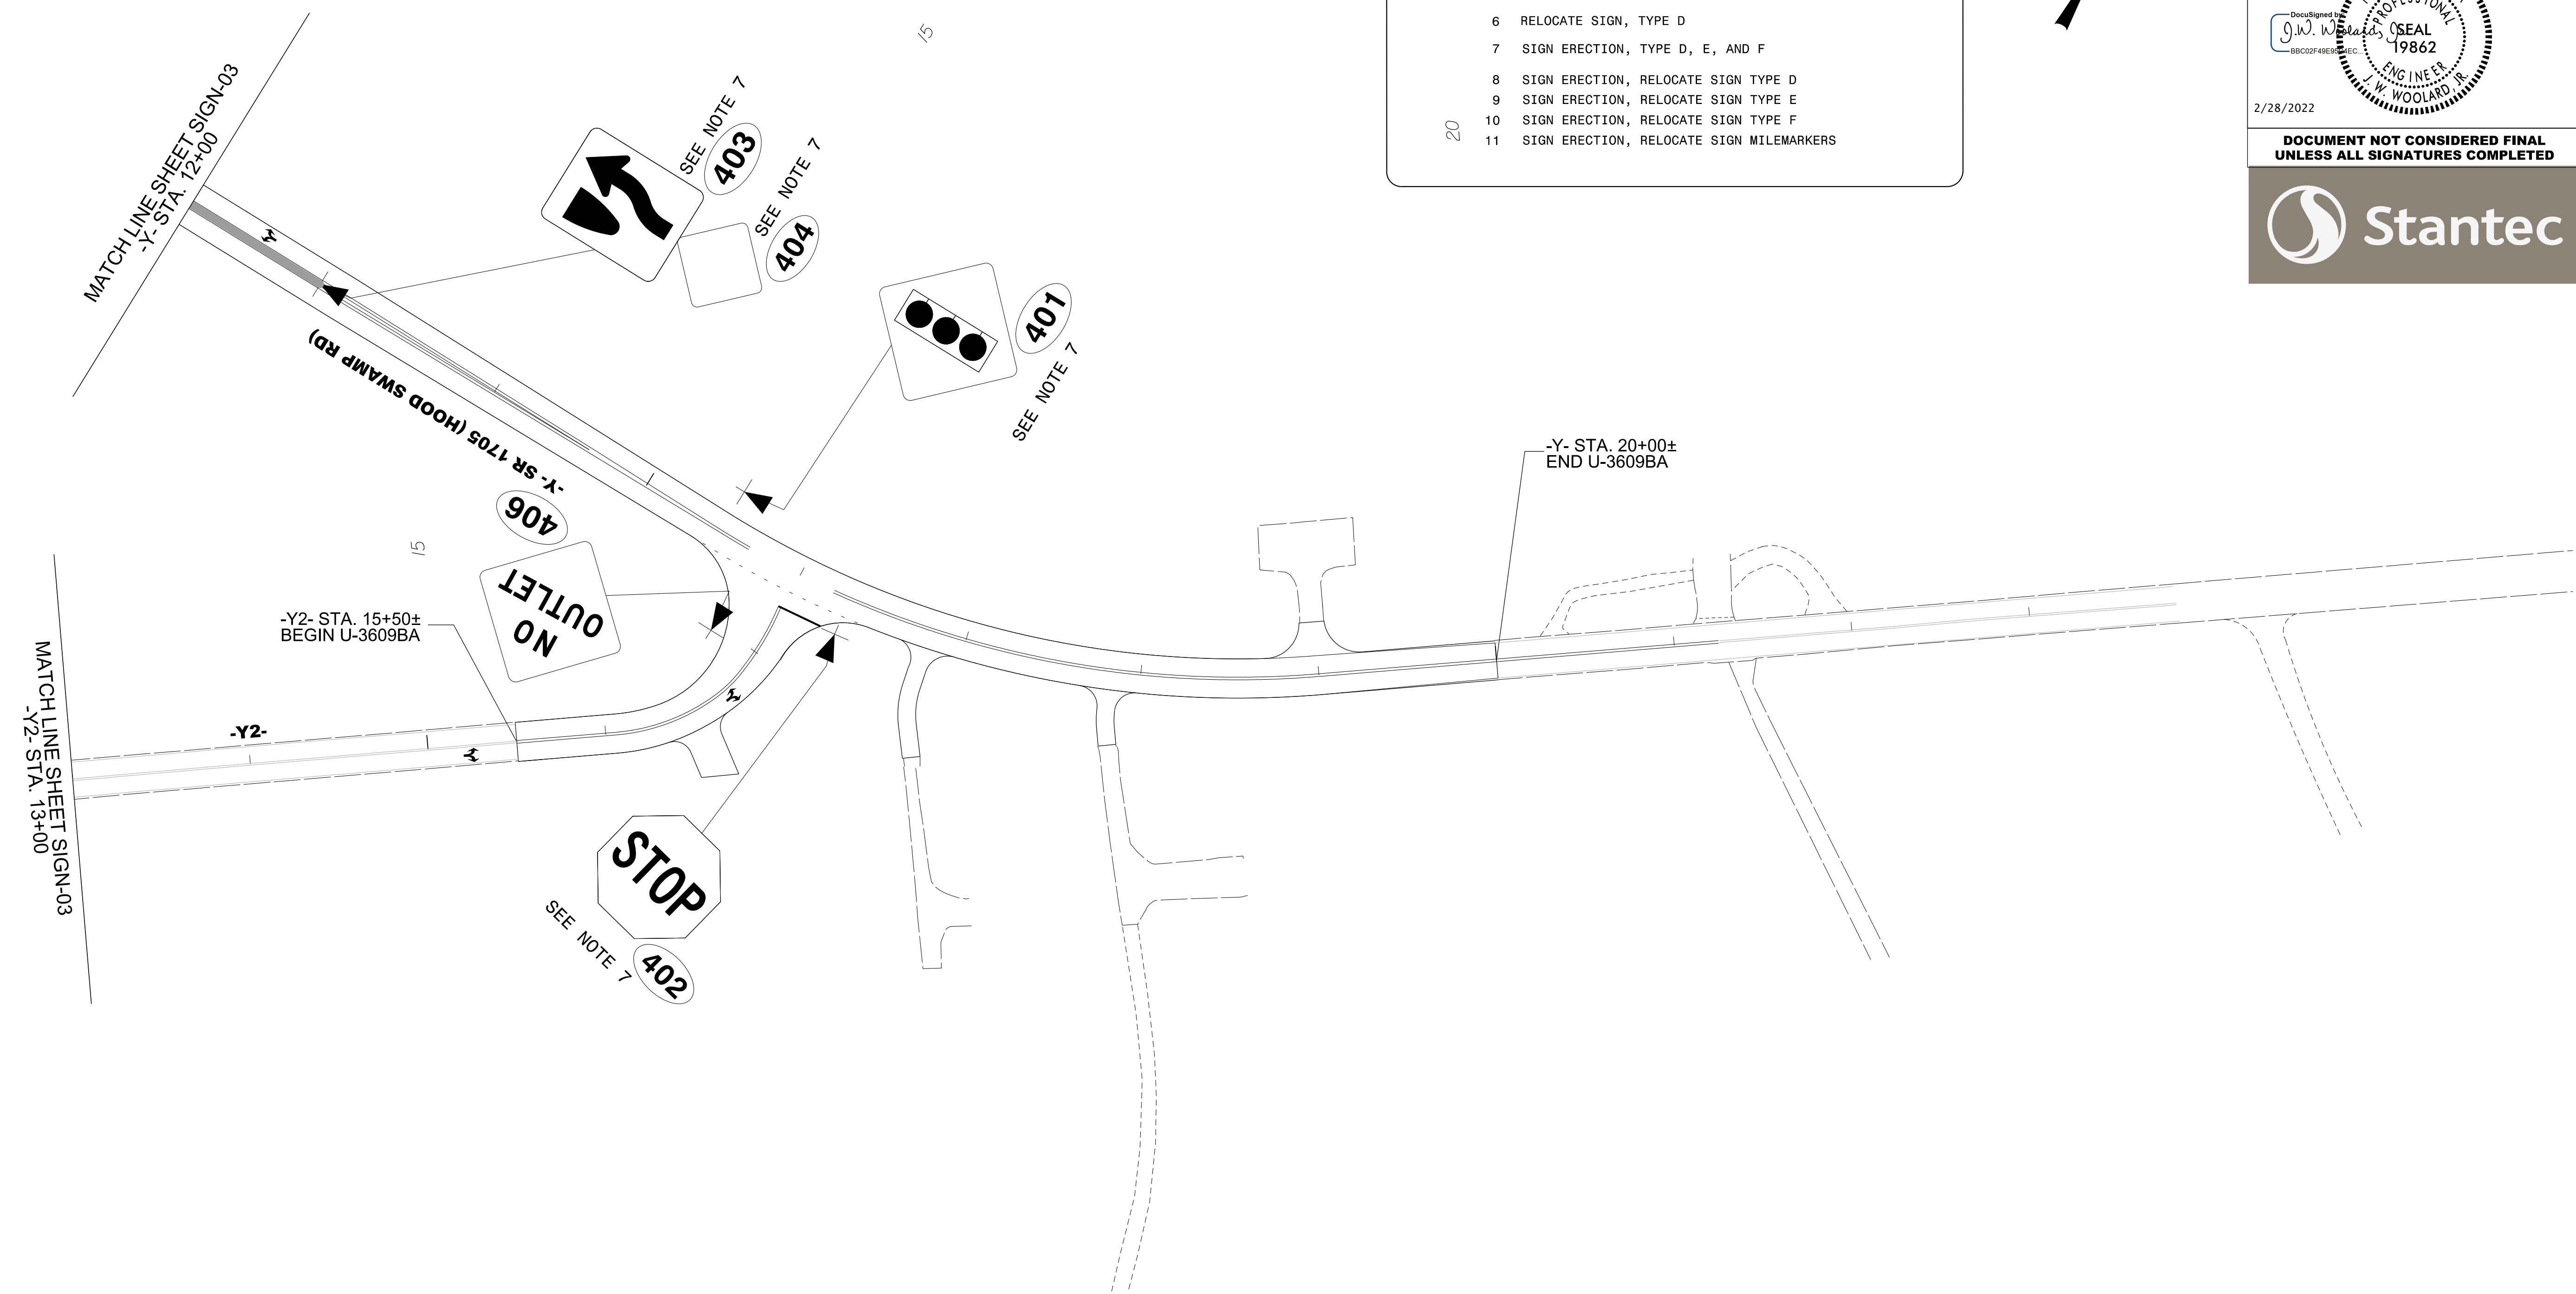 6 RELOCATE SIGN, TYPE D
7 SIGN ERECTION, TYPE D, E, AND F
8 SIGN ERECTION, RELOCATE SIGN TYPE D
9 SIGN ERECTION, RELOCATE SIGN TYPE E
10 SIGN ERECTION, RELOCATE SIGN TYPE F
11 SIGN ERECTION, RELOCATE SIGN MILEMARKERS
20
DocuSigned by
J.W. Woolard, Jr.
PROFESSIONAL
SEAL
19862
ENGINEER
J. W. WOOLARD, JR.
2/28/2022
DOCUMENT NOT CONSIDERED FINAL
UNLESS ALL SIGNATURES COMPLETED
Stantec
15
MATCH LINE SHEET SIGN-03
-Y- STA. 12+00
SEE NOTE 7
403
SEE NOTE 7
404
401
SEE NOTE 7
-Y- SR 1705 (HOOD SWAMP RD)
406
NO
OUTLET
15
-Y- STA. 20+00±
END U-3609BA
-Y2- STA. 15+50±
BEGIN U-3609BA
MATCH LINE SHEET SIGN-03
-Y2- STA. 13+00
-Y2-
STOP
SEE NOTE 7
402